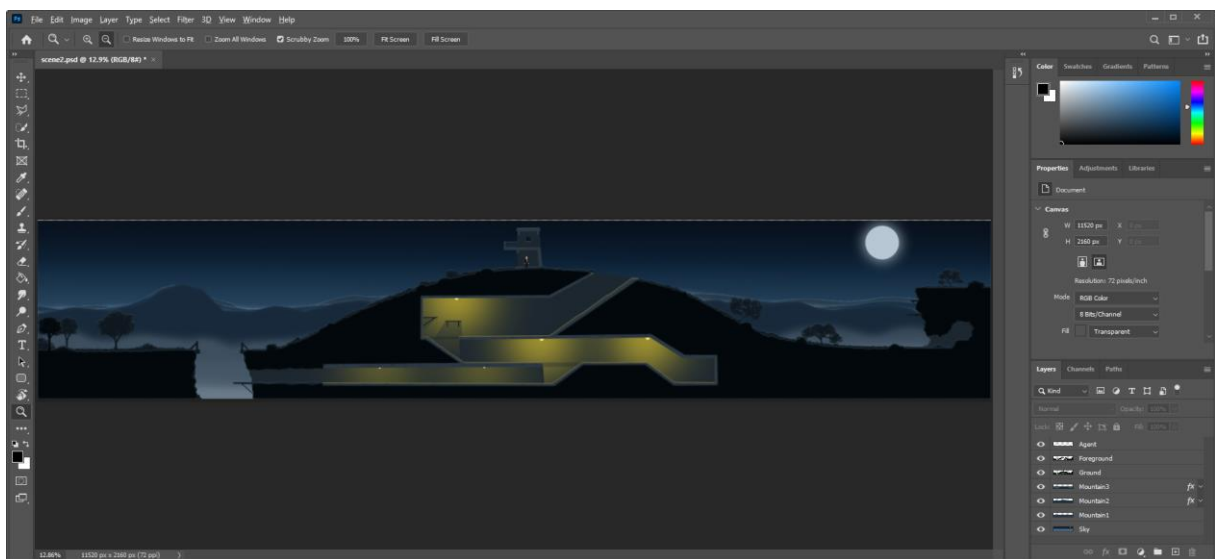 Ps File Edit Image Layer Type Select Filter 3D View Window Help
Resize Windows to Fit Zoom All Windows Scrubby Zoom 100% Fit Screen Fill Screen
scene2.psd @ 12.9% (RGB/8#) * ×
Color Swatches Gradients Patterns
Properties Adjustments Libraries
Document
Canvas
W 11520 px X
H 2160 px Y
Resolution: 72 pixels/inch
Mode RGB Color
8 Bits/Channel
Fill Transparent
Layers Channels Paths
Kind
Normal Opacity: 100%
Lock: Fill: 100%
Agent
Foreground
Ground
Mountain3 fx
Mountain2 fx
Mountain1
Sky
fx
12.86% 11520 px x 2160 px (72 ppi)